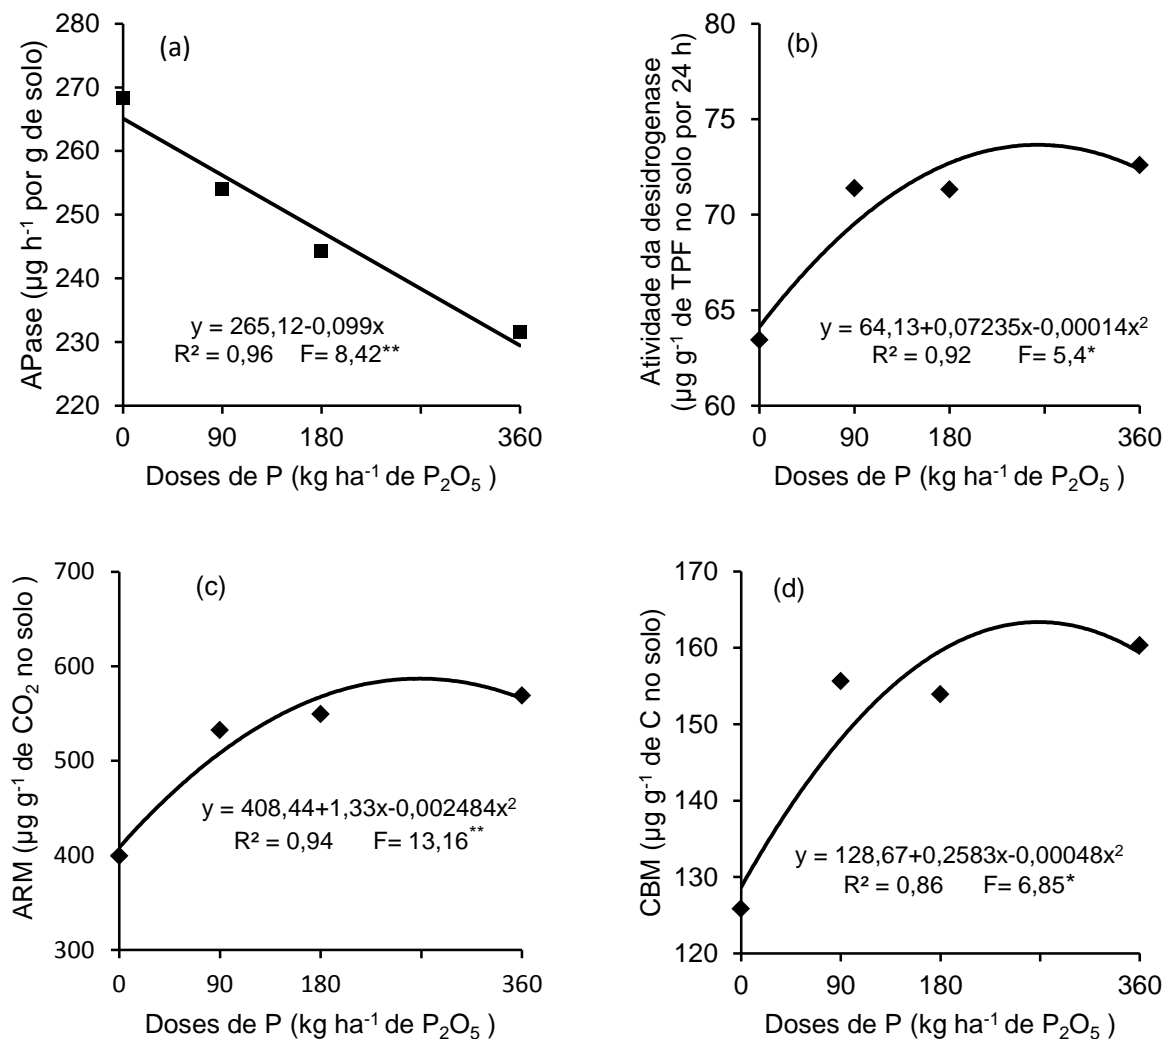 (a)
APase (µg h⁻¹ por g de solo)
280
270
260
250
240
230
220
y = 265,12-0,099x
R² = 0,96 F= 8,42**
0 90 180 360
Doses de P (kg ha⁻¹ de P₂O₅ )
(b)
Atividade da desidrogenase
(µg g⁻¹ de TPF no solo por 24 h)
80
75
70
65
60
y = 64,13+0,07235x-0,00014x²
R² = 0,92 F= 5,4*
0 90 180 360
Doses de P (kg ha⁻¹ de P₂O₅ )
(c)
ARM (µg g⁻¹ de CO₂ no solo )
700
600
500
400
300
y = 408,44+1,33x-0,002484x²
R² = 0,94 F= 13,16**
0 90 180 360
Doses de P (kg ha⁻¹ de P₂O₅ )
(d)
CBM (µg g⁻¹ de C no solo)
170
160
150
140
130
120
y = 128,67+0,2583x-0,00048x²
R² = 0,86 F= 6,85*
0 90 180 360
Doses de P (kg ha⁻¹ de P₂O₅ )